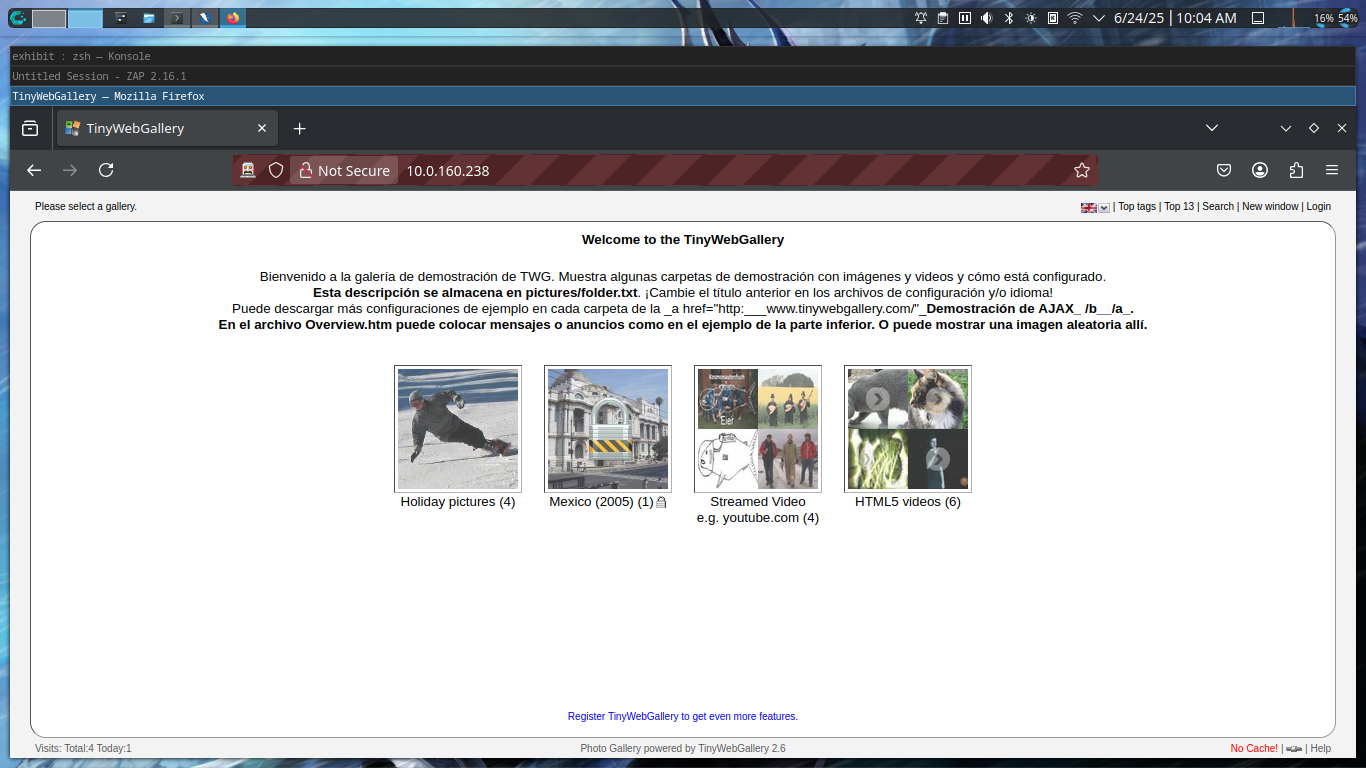 6/24/25 | 10:04 AM
16% 54%
exhibit : zsh — Konsole
Untitled Session - ZAP 2.16.1
TinyWebGallery — Mozilla Firefox
TinyWebGallery
Not Secure 10.0.160.238
Please select a gallery.
| Top tags | Top 13 | Search | New window | Login
Welcome to the TinyWebGallery
Bienvenido a la galería de demostración de TWG. Muestra algunas carpetas de demostración con imágenes y videos y cómo está configurado.
Esta descripción se almacena en pictures/folder.txt. ¡Cambie el título anterior en los archivos de configuración y/o idioma!
Puede descargar más configuraciones de ejemplo en cada carpeta de la _a href="http:___www.tinywebgallery.com/"_Demostración de AJAX_ /b__/a_.
En el archivo Overview.htm puede colocar mensajes o anuncios como en el ejemplo de la parte inferior. O puede mostrar una imagen aleatoria allí.
Kosmonautenfisch
Eier
Holiday pictures (4)
Mexico (2005) (1)
Streamed Video
e.g. youtube.com (4)
HTML5 videos (6)
Register TinyWebGallery to get even more features.
Visits: Total:4 Today:1
Photo Gallery powered by TinyWebGallery 2.6
No Cache! | | Help